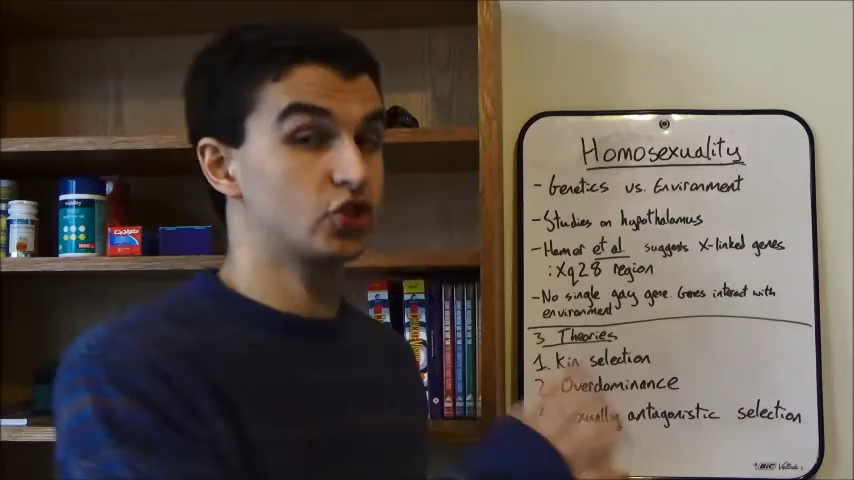 Homosexuality
- Genetics vs. Environment
- Studies on hypothalamus
- Hamer et al. suggests X-linked genes
: Xq28 region
- No single gay gene. Genes interact with
environment
3 Theories
1. Kin selection
2. Overdominance
antagonistic selection
BIC Velleda